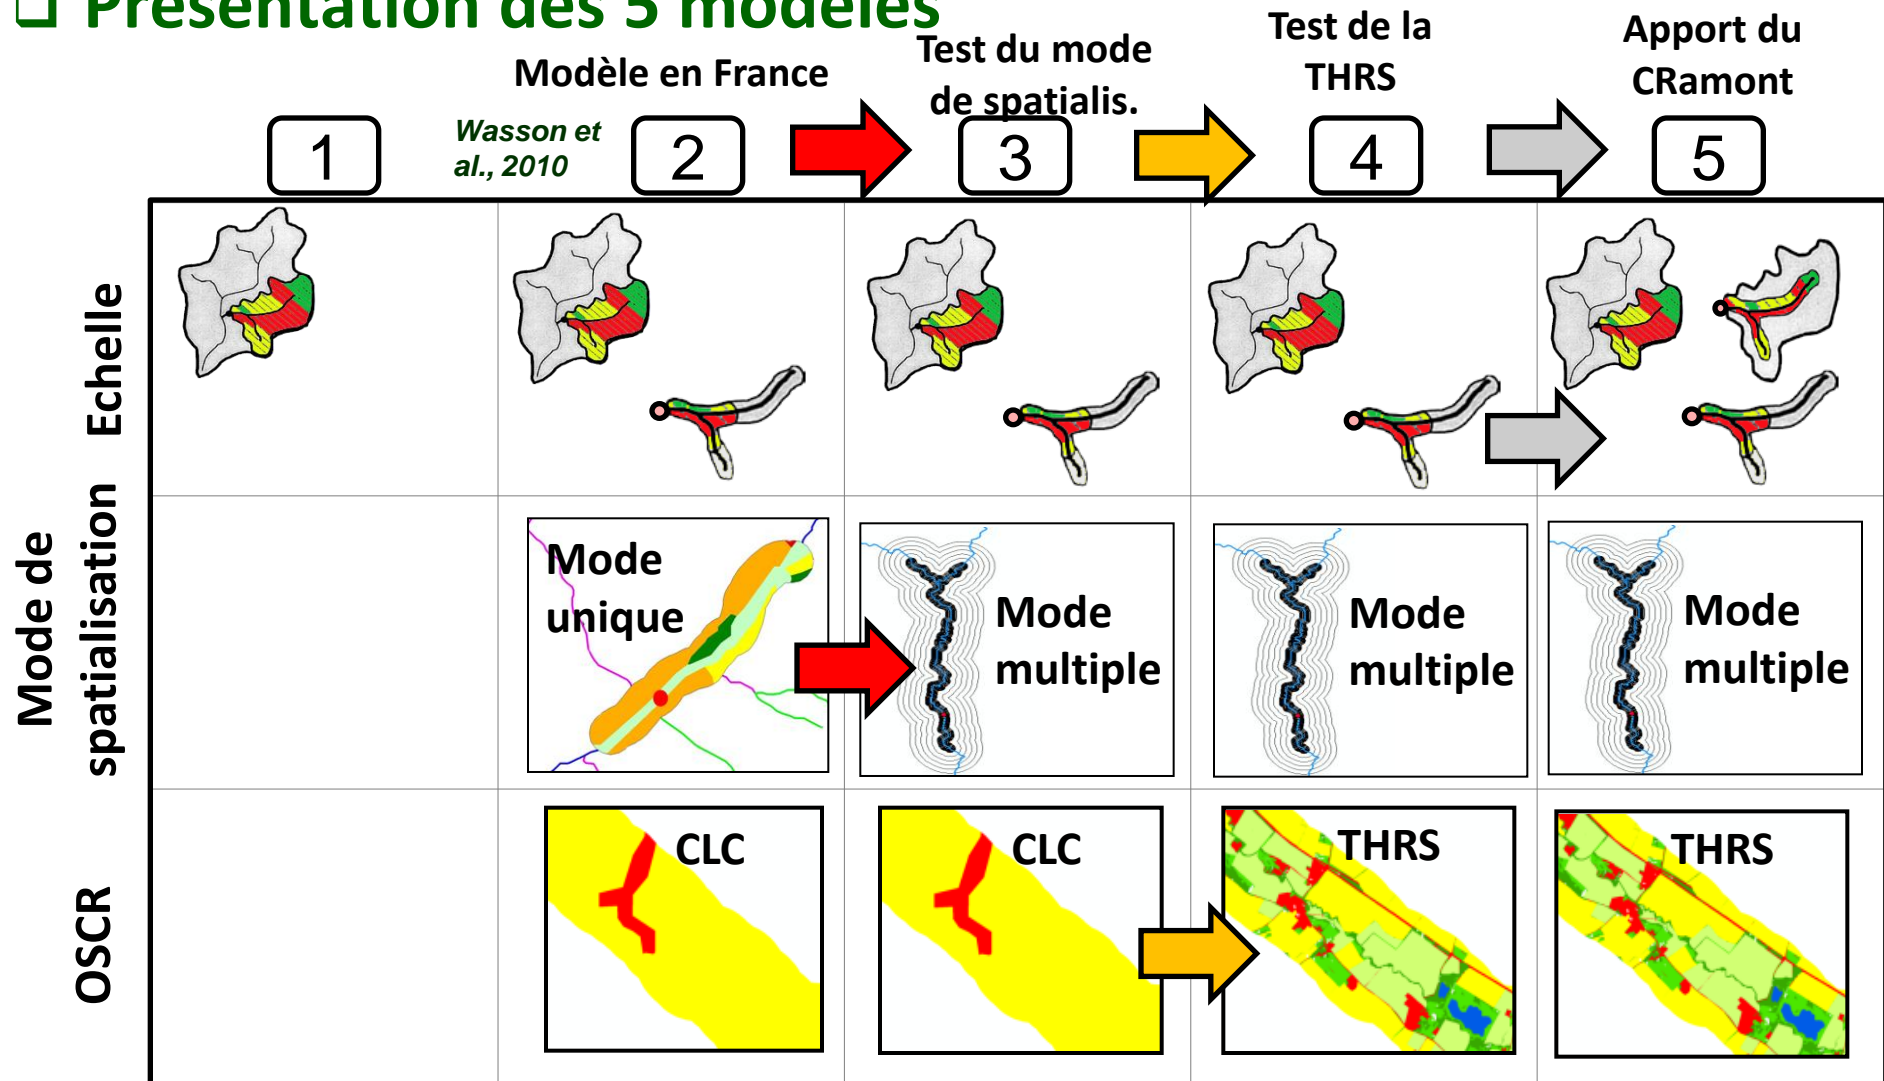 Présentation des 5 modèles
Modèle en France
Test du mode
de spatialis.
Test de la
THRS
Apport du
CRamont
1
Wasson et
al., 2010
2
3
4
5
Echelle
Mode de
spatialisation
Mode
unique
Mode
multiple
Mode
multiple
Mode
multiple
OSCR
CLC
CLC
THRS
THRS